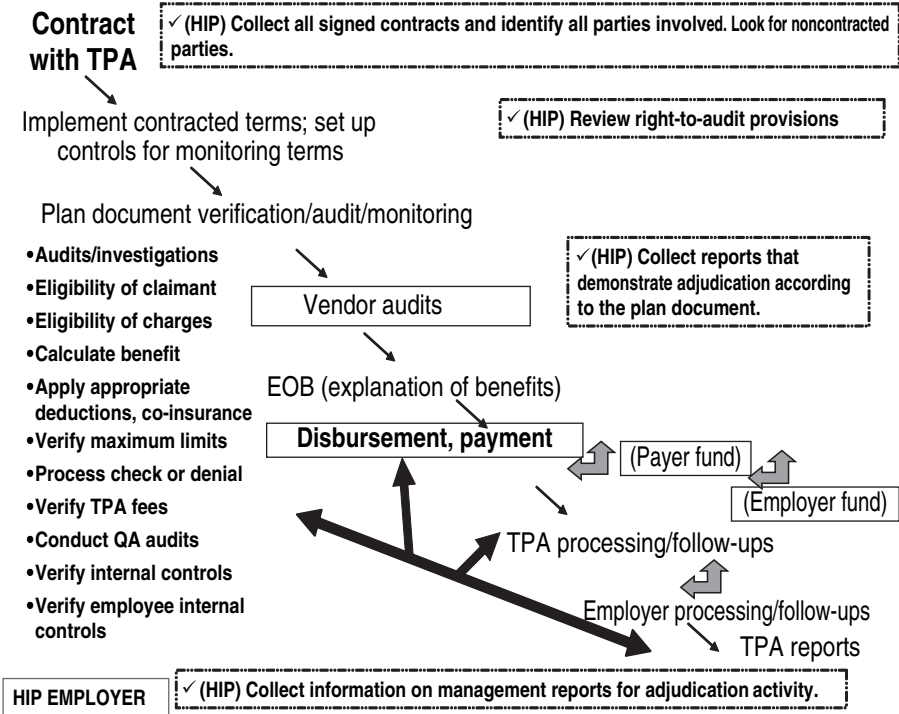 Contract
with TPA
✓(HIP) Collect all signed contracts and identify all parties involved. Look for noncontracted
parties.
Implement contracted terms; set up
controls for monitoring terms
✓(HIP) Review right-to-audit provisions
Plan document verification/audit/monitoring
•Audits/investigations
•Eligibility of claimant
•Eligibility of charges
•Calculate benefit
•Apply appropriate
deductions, co-insurance
•Verify maximum limits
•Process check or denial
•Verify TPA fees
•Conduct QA audits
•Verify internal controls
•Verify employee internal
controls
✓(HIP) Collect reports that
demonstrate adjudication according
to the plan document.
Vendor audits
EOB (explanation of benefits)
Disbursement, payment
(Payer fund)
(Employer fund)
TPA processing/follow-ups
Employer processing/follow-ups
TPA reports
HIP EMPLOYER
✓(HIP) Collect information on management reports for adjudication activity.